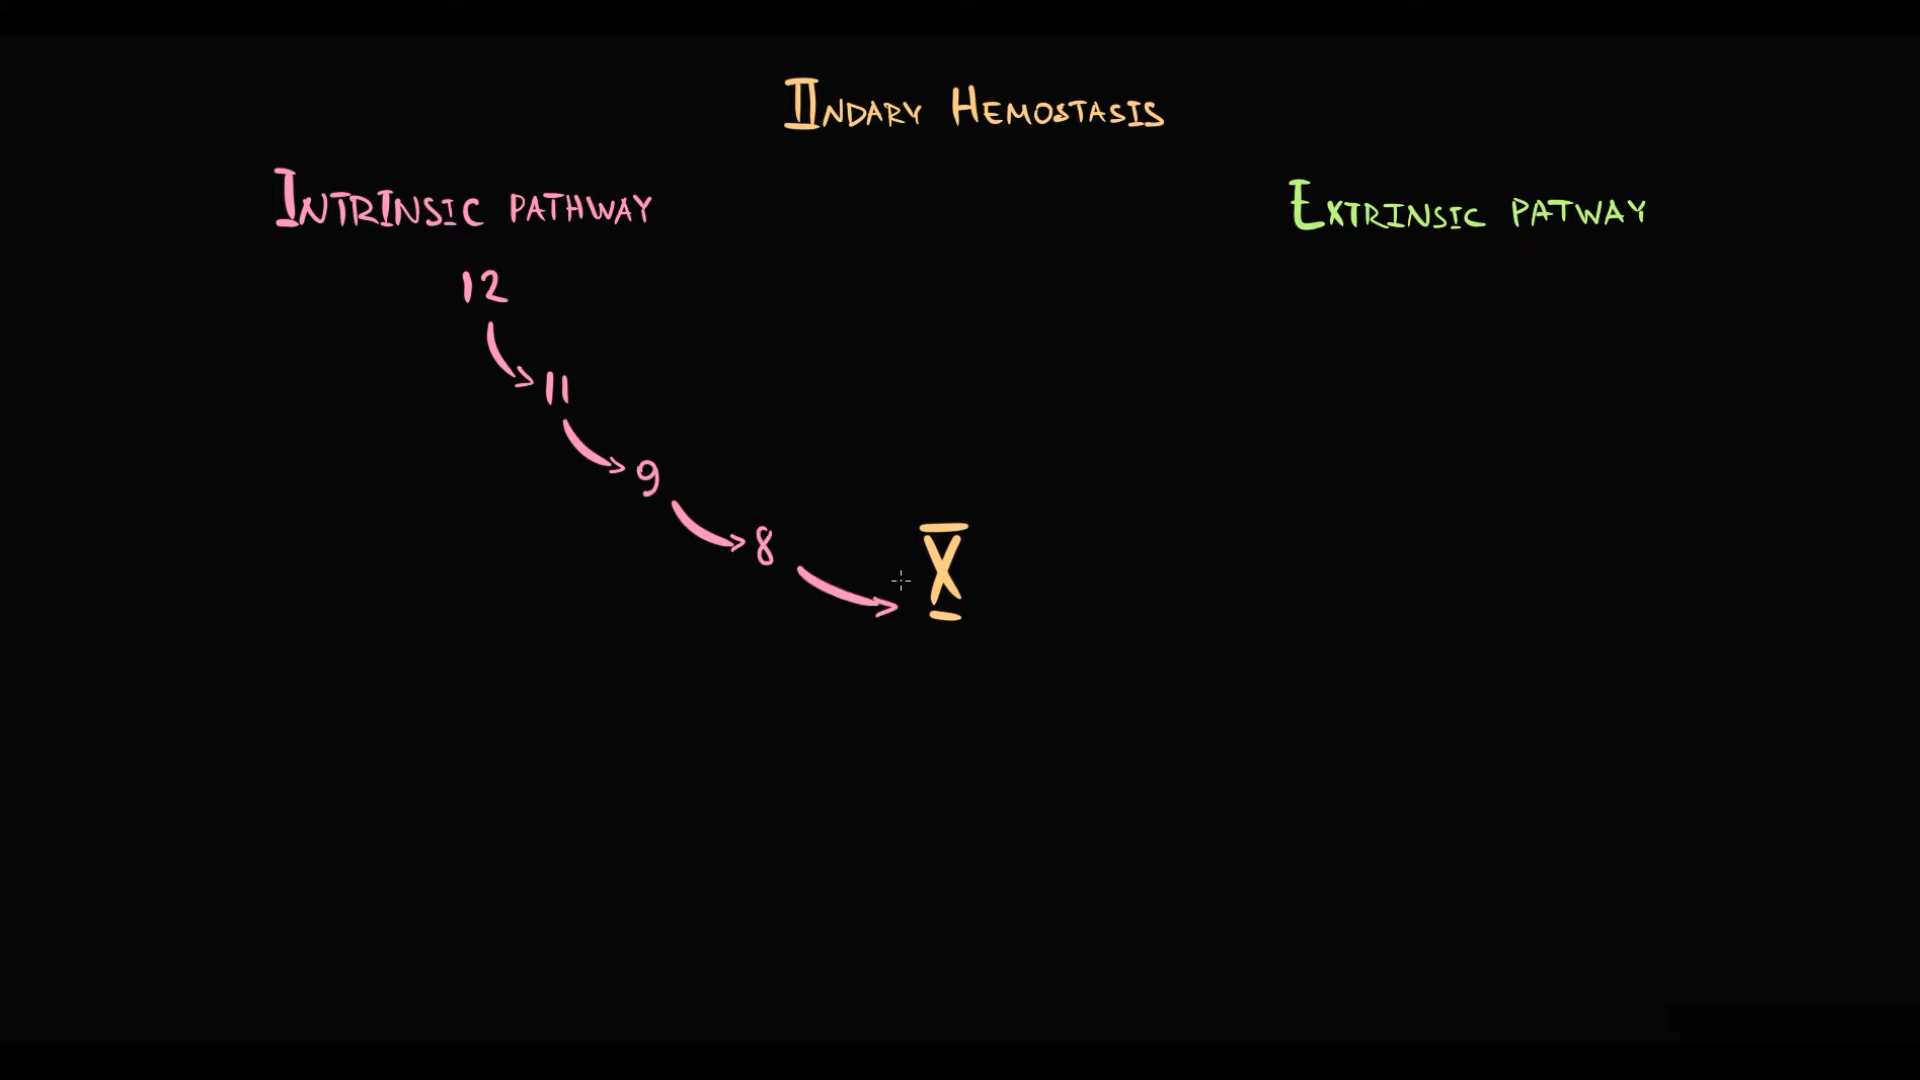 IIndary Hemostasis
Intrinsic pathway
Extrinsic patway
12
11
9
8
X